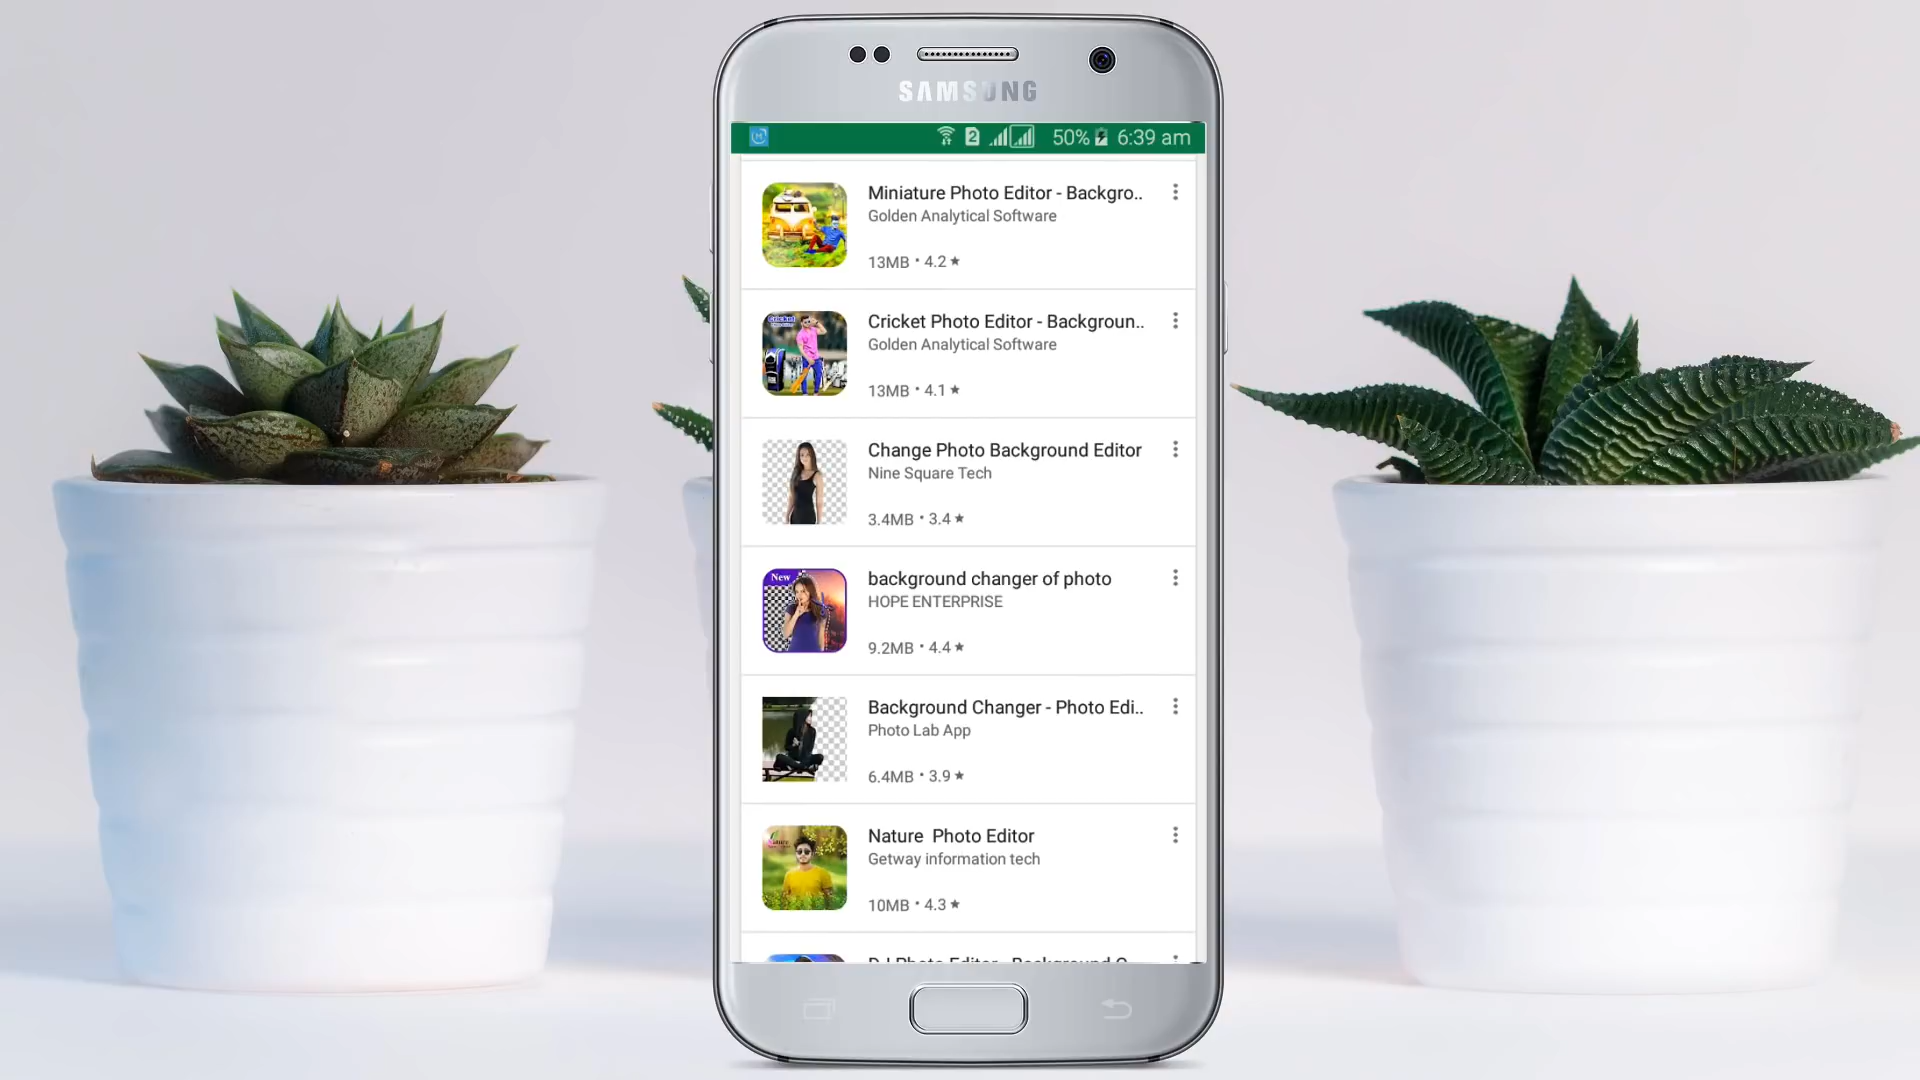 SAMSUNG
2 50% 6:39 am
Miniature Photo Editor - Backgro..
Golden Analytical Software
13MB · 4.2 ★
Cricket Photo Editor - Backgroun..
Golden Analytical Software
13MB · 4.1 ★
Change Photo Background Editor
Nine Square Tech
3.4MB · 3.4 ★
New
background changer of photo
HOPE ENTERPRISE
9.2MB · 4.4 ★
Background Changer - Photo Edi..
Photo Lab App
6.4MB · 3.9 ★
Nature  Photo Editor
Getway information tech
10MB · 4.3 ★